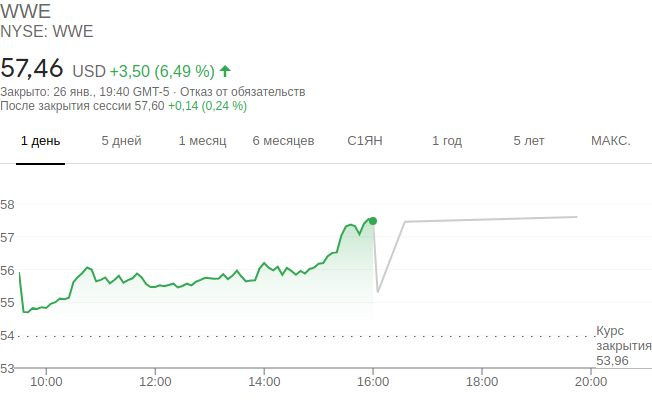 WWE
NYSE: WWE
57,46 USD +3,50 (6,49 %)
Закрыто: 26 янв., 19:40 GMT-5 · Отказ от обязательств
После закрытия сессии 57,60 +0,14 (0,24 %)
1 день 5 дней 1 месяц 6 месяцев С1ЯН 1 год 5 лет МАКС.
58
57
56
55
54
Курс
закрытия
53,96
53
10:00 12:00 14:00 16:00 18:00 20:00